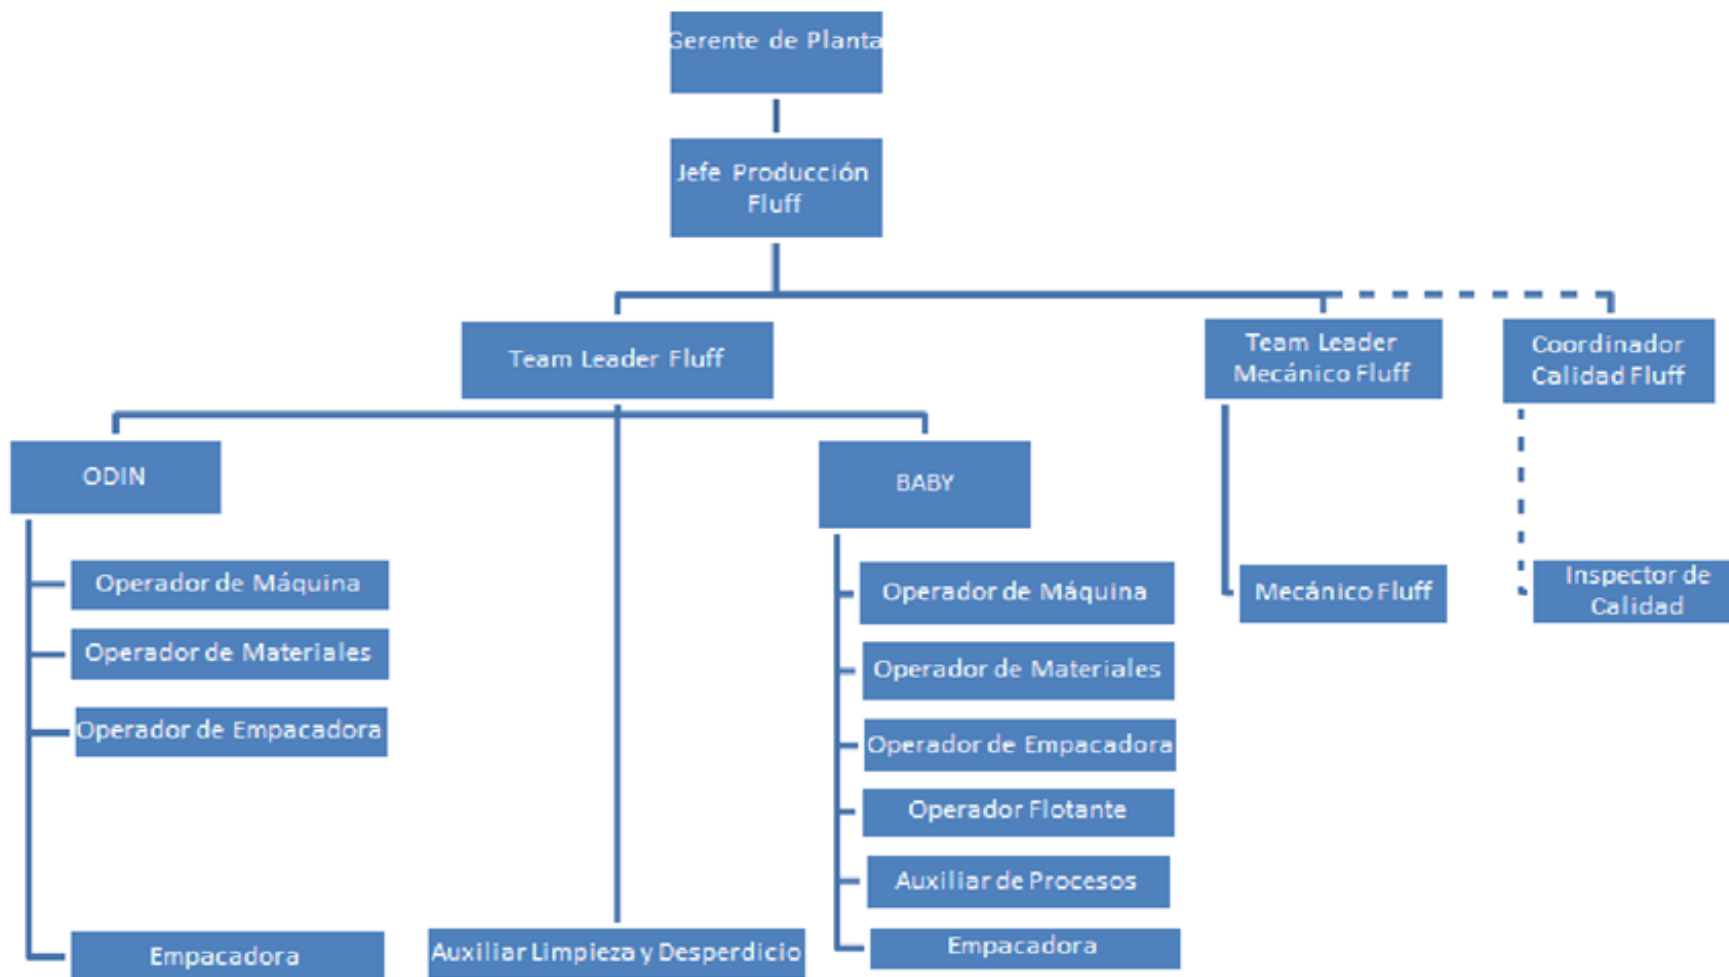 Gerente de Planta
Jefe Producción
Fluff
Team Leader Fluff
Team Leader
Mecánico Fluff
Coordinador
Calidad Fluff
ODIN
BABY
Operador de Máquina
Operador de Materiales
Operador de Empacadora
Empacadora
Auxiliar Limpieza y Desperdicio
Operador de Máquina
Operador de Materiales
Operador de Empacadora
Operador Flotante
Auxiliar de Procesos
Empacadora
Mecánico Fluff
Inspector de
Calidad